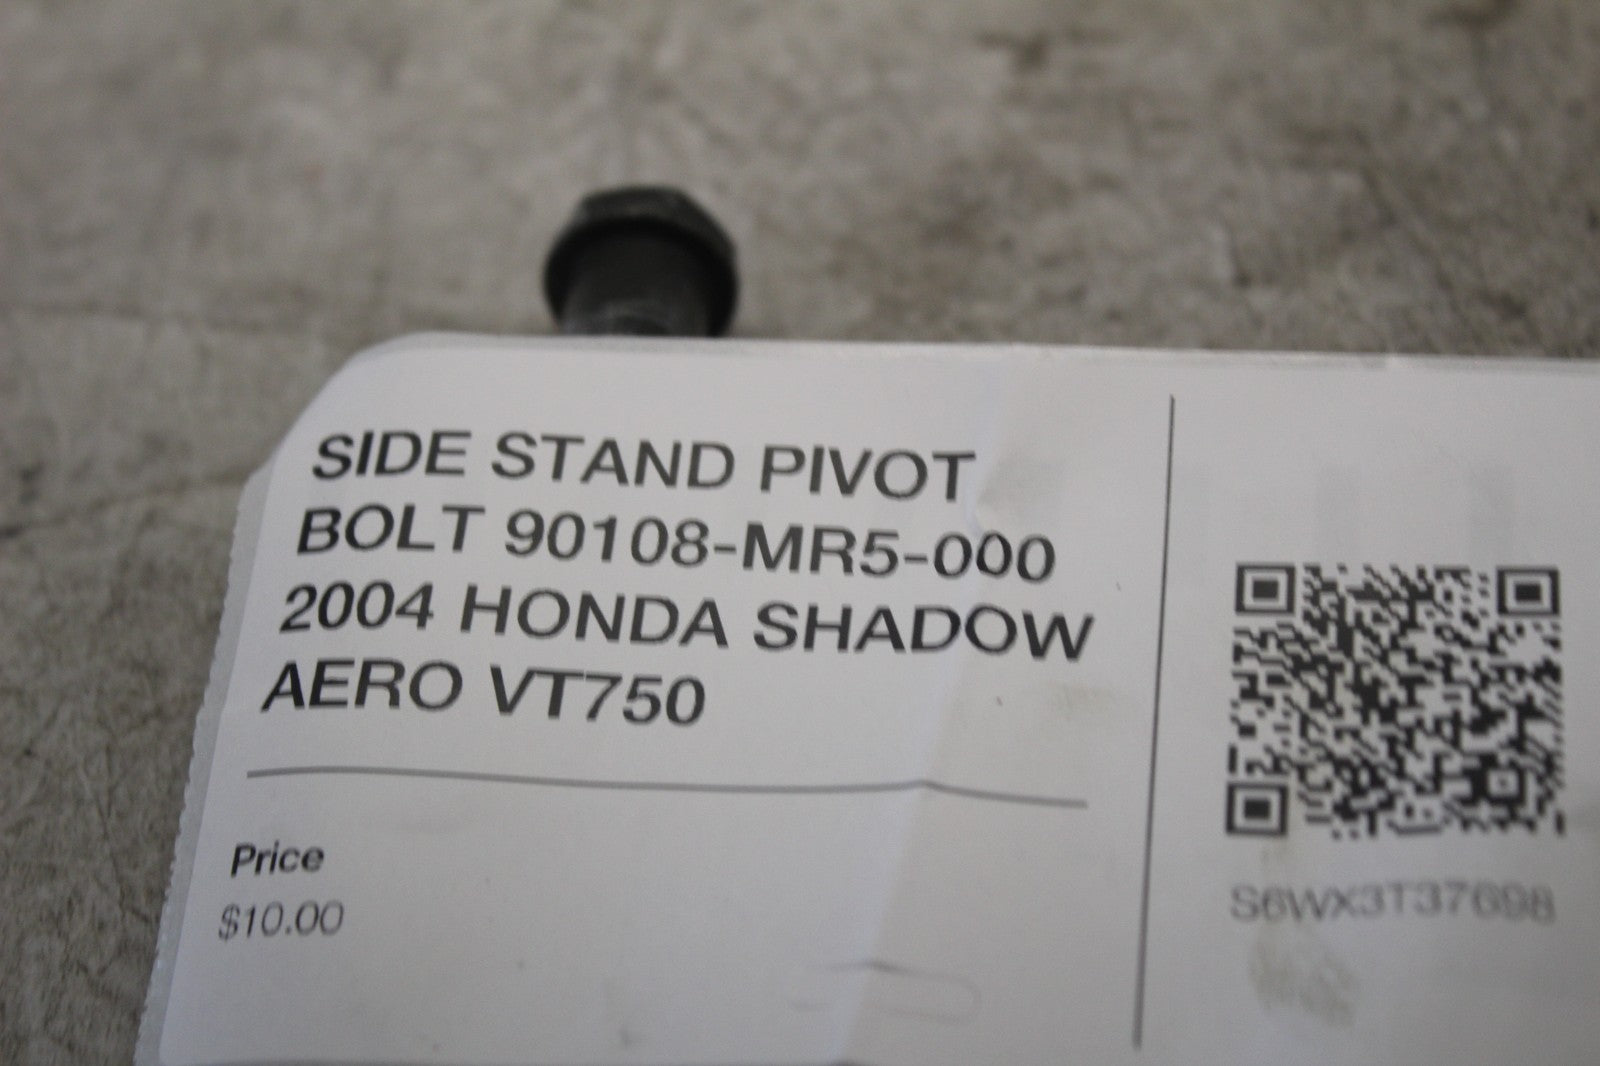 SIDE STAND PIVOT
BOLT 90108-MR5-000
2004 HONDA SHADOW
AERO VT750
Price
$10.00
S6WX3T37698